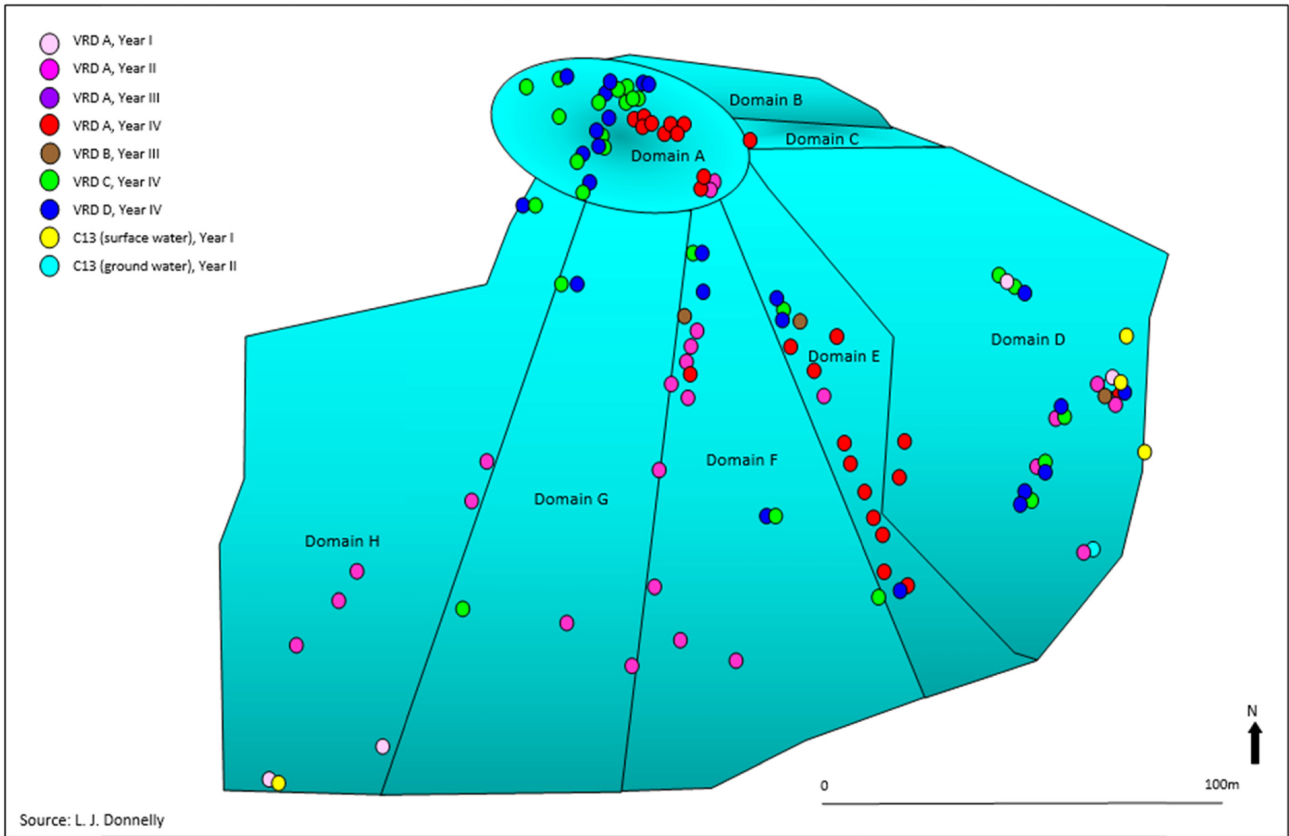 VRD A, Year I
VRD A, Year II
VRD A, Year III
VRD A, Year IV
VRD B, Year III
VRD C, Year IV
VRD D, Year IV
C13 (surface water), Year I
C13 (ground water), Year II
Domain B
Domain C
Domain A
Domain D
Domain E
Domain F
Domain G
Domain H
N
0 100m
Source: L. J. Donnelly